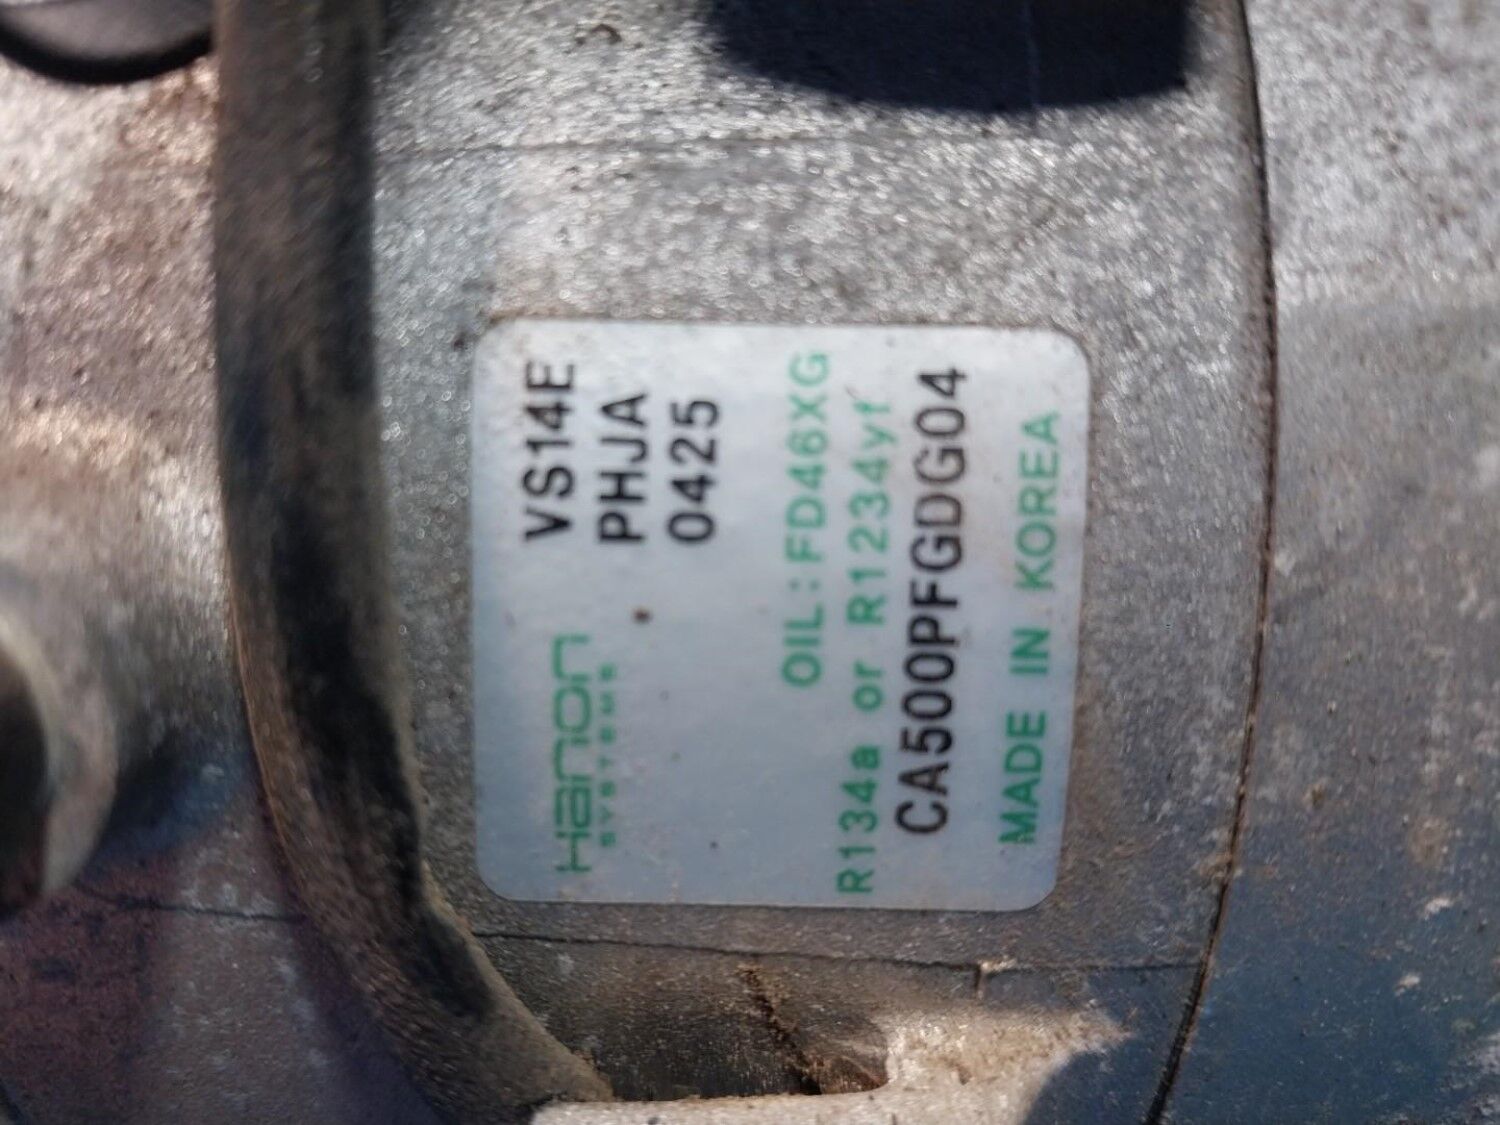 Hanon
SYSTEMS
VS14E
PHJA
0425
OIL:FD46XG
R134a or R1234yf
CA500PFGDG04
MADE IN KOREA